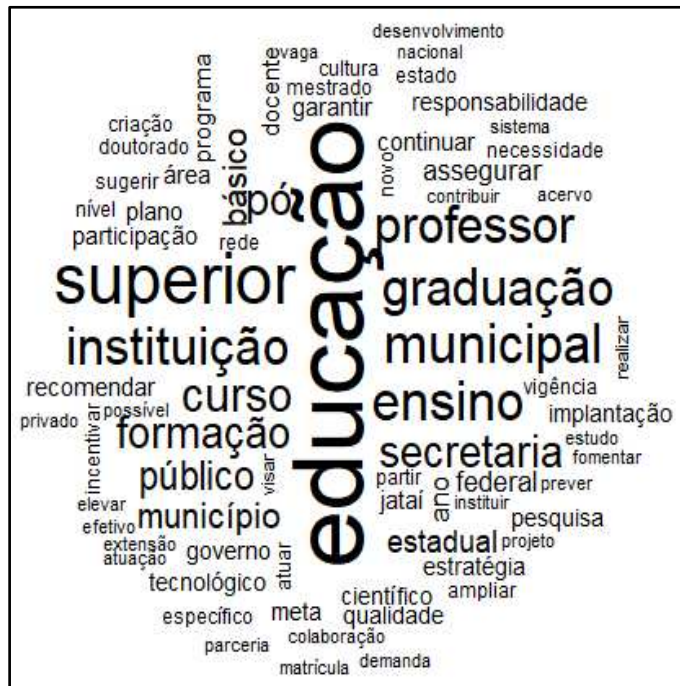 desenvolvimento
vaga nacional
cultura estado
mestrado
docente
programa
garantir responsabilidade
criação
doutorado
sistema
continuar necessidade
novo
sugerir área
básico
pó
assegurar
contribuir acervo
nível plano
participação
rede
educação
professor
superior
graduação
instituição
municipal
realizar
recomendar
curso
ensino
vigência
implantação
privado possível
incentivar
formação
secretaria
estudo
fomentar
público
visar
partir federal prever
jataí
ano
instituir
elevar
efetivo
município
pesquisa
extensão
atuação
governo
atuar
estadual projeto
estratégia
tecnológico
ampliar
científico
específico meta qualidade
colaboração
parceria
matrícula demanda